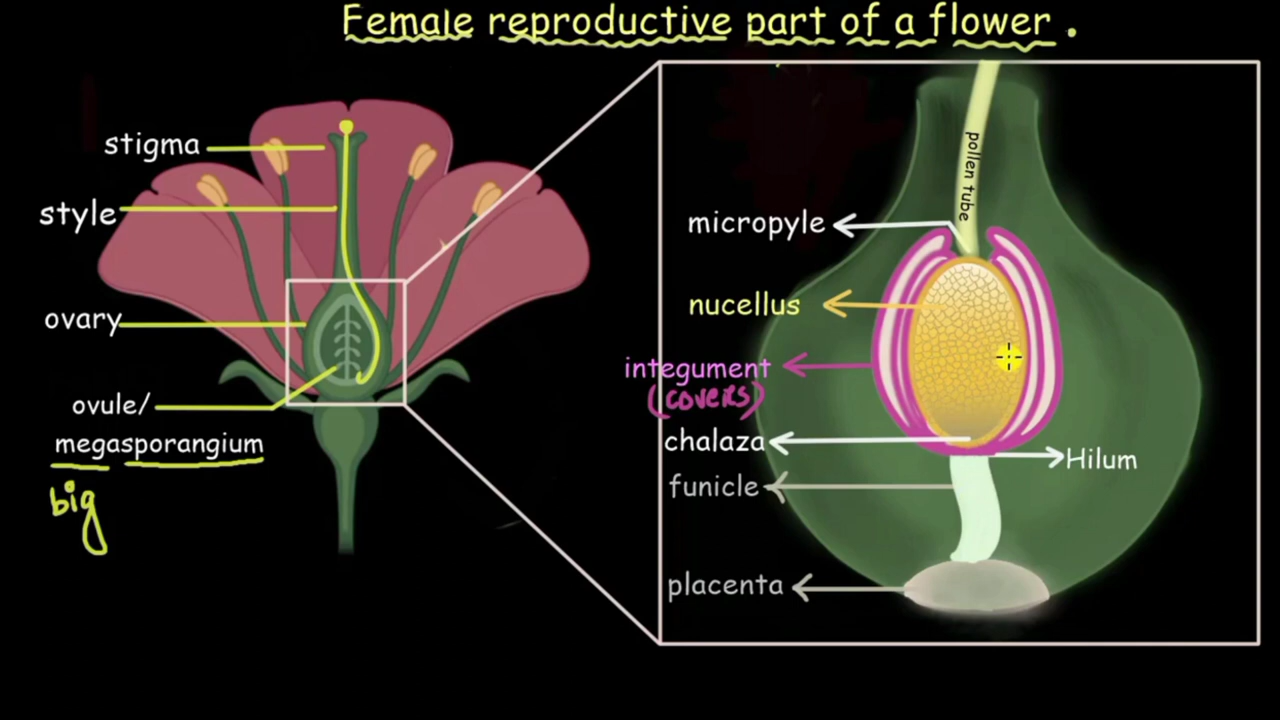 Female reproductive part of a flower.
stigma
style
ovary
ovule/
megasporangium
big
pollen tube
micropyle
nucellus
integument
(covers)
chalaza
Hilum
funicle
placenta